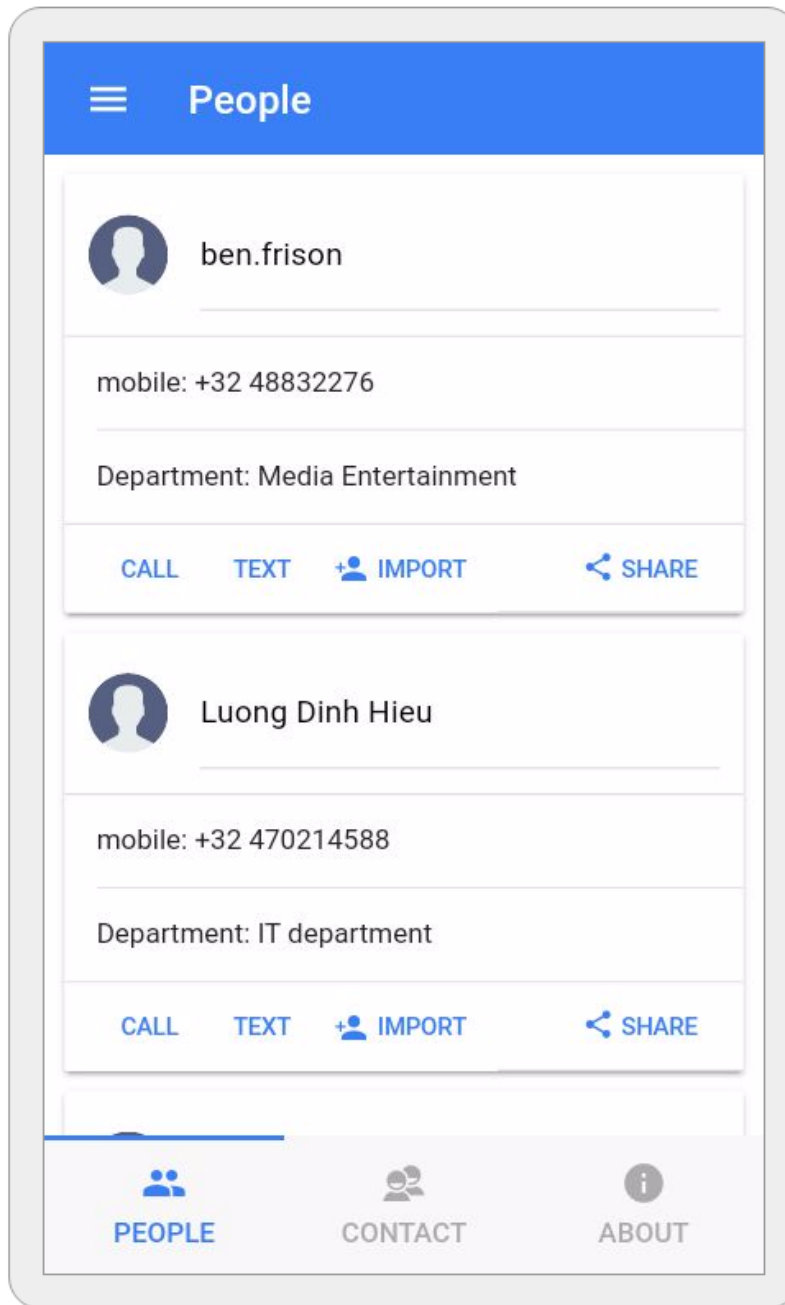 People
ben.frison
mobile: +32 48832276
Department: Media Entertainment
CALL TEXT IMPORT SHARE
Luong Dinh Hieu
mobile: +32 470214588
Department: IT department
CALL TEXT IMPORT SHARE
PEOPLE CONTACT ABOUT